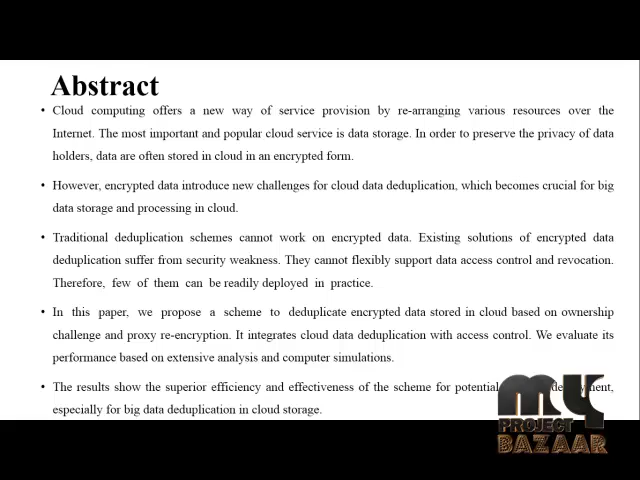 Abstract
• Cloud computing offers a new way of service provision by re-arranging various resources over the
Internet. The most important and popular cloud service is data storage. In order to preserve the privacy of data
holders, data are often stored in cloud in an encrypted form.
• However, encrypted data introduce new challenges for cloud data deduplication, which becomes crucial for big
data storage and processing in cloud.
• Traditional deduplication schemes cannot work on encrypted data. Existing solutions of encrypted data
deduplication suffer from security weakness. They cannot flexibly support data access control and revocation.
Therefore, few of them can be readily deployed in practice.
• In this paper, we propose a scheme to deduplicate encrypted data stored in cloud based on ownership
challenge and proxy re-encryption. It integrates cloud data deduplication with access control. We evaluate its
performance based on extensive analysis and computer simulations.
• The results show the superior efficiency and effectiveness of the scheme for potential
especially for big data deduplication in cloud storage.
my
PROJECT
BAZAAR